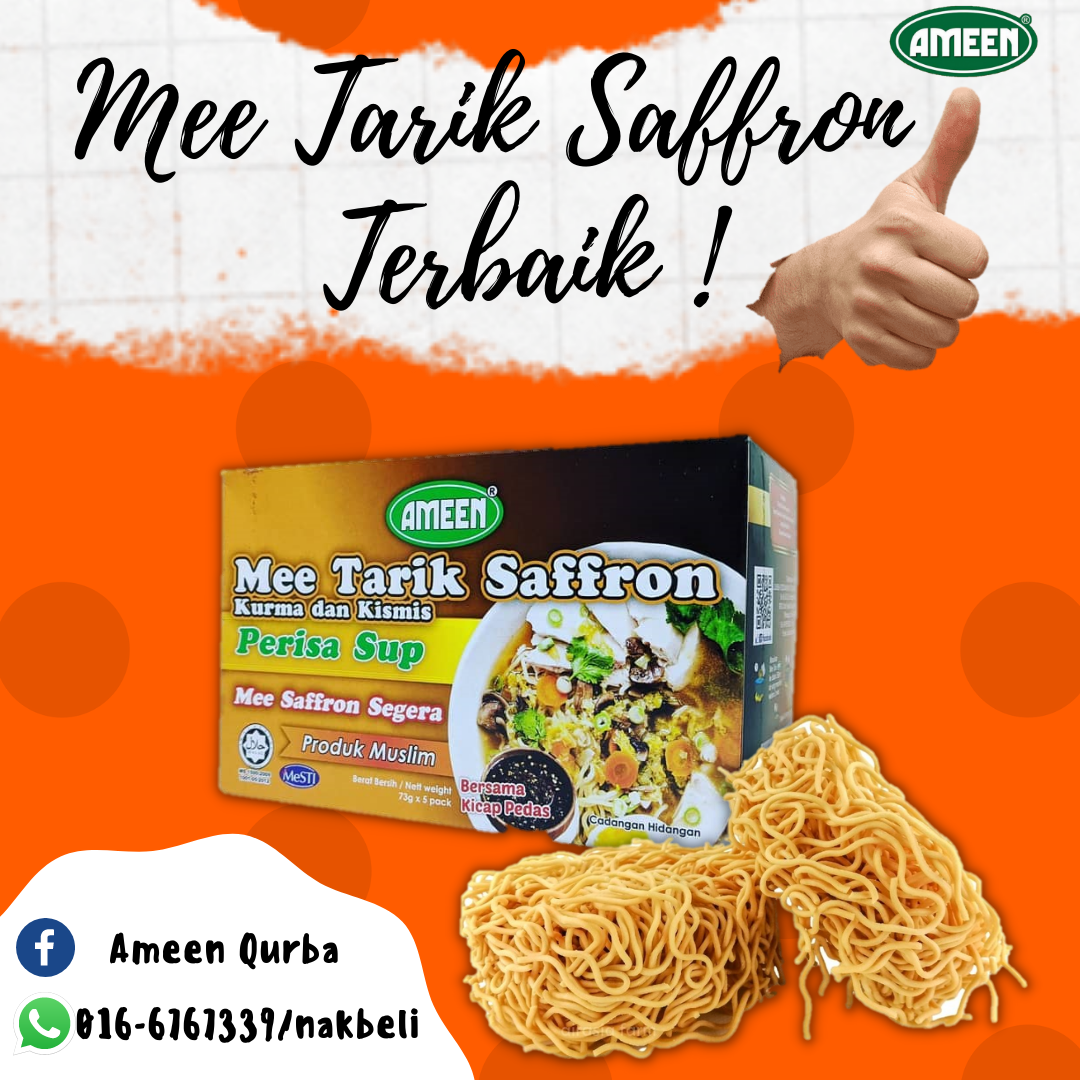 AMEEN®
Mee Tarik Saffron
Terbaik !
AMEEN®
Mee Tarik Saffron
Kurma dan Kismis
Perisa Sup
Mee Saffron Segera
Produk Muslim
MeSTI
Berat Bersih / Nett weight
73g x 5 pack
Bersama
Kicap Pedas
Cadangan Hidangan
Ameen Qurba
016-6767339/nakbeli